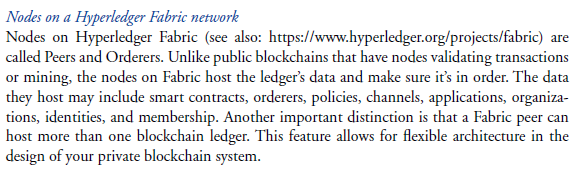 Nodes on a Hyperledger Fabric network
Nodes on Hyperledger Fabric (see also: https://www.hyperledger.org/projects/fabric) are
called Peers and Orderers. Unlike public blockchains that have nodes validating transactions
or mining, the nodes on Fabric host the ledger's data and make sure it's in order. The data
they host may include smart contracts, orderers, policies, channels, applications, organiza-
tions, identities, and membership. Another important distinction is that a Fabric peer can
host more than one blockchain ledger. This feature allows for flexible architecture in the
design of your private blockchain system.